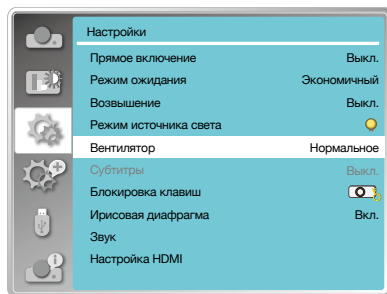 Настройки
Прямое включение Выкл.
Режим ожидания Экономичный
Возвышение Выкл.
Режим источника света
Вентилятор Нормальное
Субтитры Выкл.
Блокировка клавиш
Ирисовая диафрагма Вкл.
Звук
Настройка HDMI